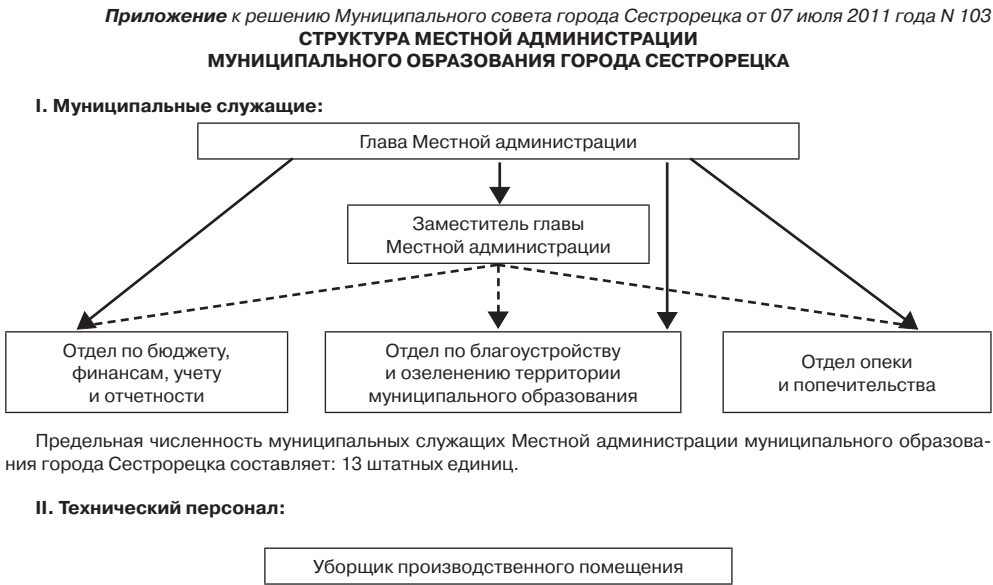 Приложение к решению Муниципального совета города Сестрорецка от 07 июля 2011 года N 103
СТРУКТУРА МЕСТНОЙ АДМИНИСТРАЦИИ
МУНИЦИПАЛЬНОГО ОБРАЗОВАНИЯ ГОРОДА СЕСТРОРЕЦКА
I. Муниципальные служащие:
Глава Местной администрации
Заместитель главы
Местной администрации
Отдел по бюджету,
финансам, учету
и отчетности
Отдел по благоустройству
и озеленению территории
муниципального образования
Отдел опеки
и попечительства
Предельная численность муниципальных служащих Местной администрации муниципального образова-
ния города Сестрорецка составляет: 13 штатных единиц.
II. Технический персонал:
Уборщик производственного помещения